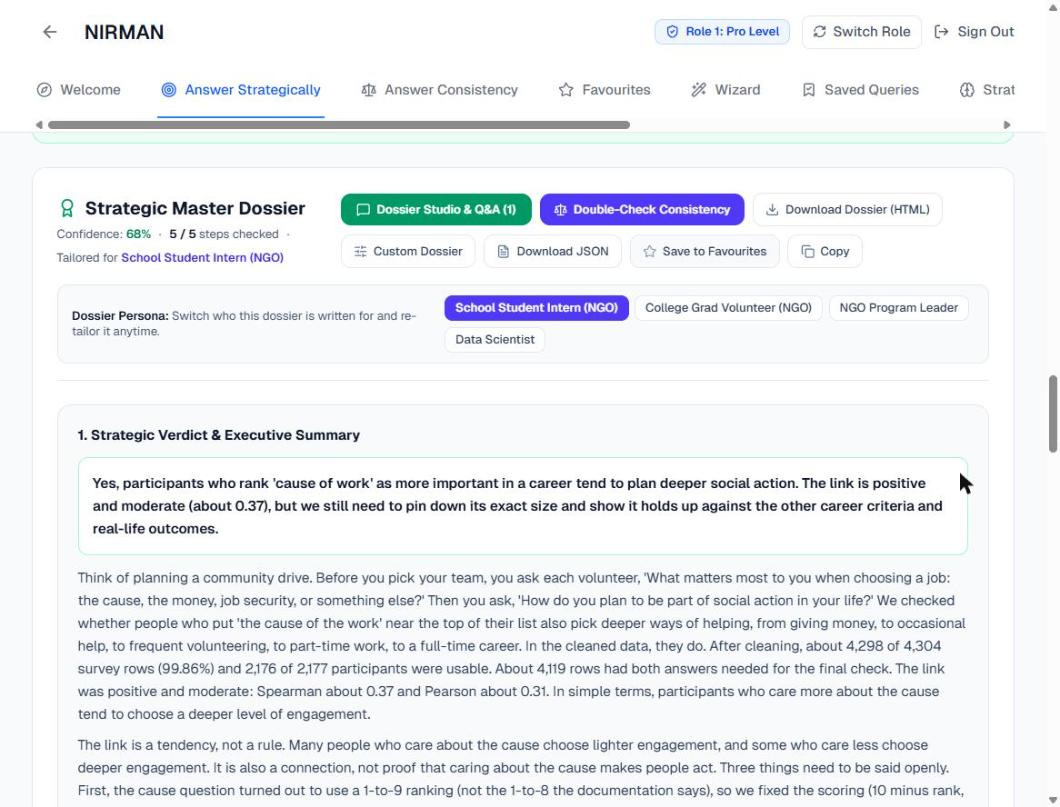 NIRMAN
Role 1: Pro Level
Switch Role
Sign Out
Welcome
Answer Strategically
Answer Consistency
Favourites
Wizard
Saved Queries
Strat
Strategic Master Dossier
Confidence: 68% · 5 / 5 steps checked ·
Tailored for School Student Intern (NGO)
Dossier Studio & Q&A (1)
Double-Check Consistency
Download Dossier (HTML)
Custom Dossier
Download JSON
Save to Favourites
Copy
Dossier Persona: Switch who this dossier is written for and re-
tailor it anytime.
School Student Intern (NGO)
College Grad Volunteer (NGO)
NGO Program Leader
Data Scientist
1. Strategic Verdict & Executive Summary
Yes, participants who rank 'cause of work' as more important in a career tend to plan deeper social action. The link is positive
and moderate (about 0.37), but we still need to pin down its exact size and show it holds up against the other career criteria and
real-life outcomes.
Think of planning a community drive. Before you pick your team, you ask each volunteer, 'What matters most to you when choosing a job:
the cause, the money, job security, or something else?' Then you ask, 'How do you plan to be part of social action in your life?' We checked
whether people who put 'the cause of the work' near the top of their list also pick deeper ways of helping, from giving money, to occasional
help, to frequent volunteering, to part-time work, to a full-time career. In the cleaned data, they do. After cleaning, about 4,298 of 4,304
survey rows (99.86%) and 2,176 of 2,177 participants were usable. About 4,119 rows had both answers needed for the final check. The link
was positive and moderate: Spearman about 0.37 and Pearson about 0.31. In simple terms, participants who care more about the cause
tend to choose a deeper level of engagement.
The link is a tendency, not a rule. Many people who care about the cause choose lighter engagement, and some who care less choose
deeper engagement. It is also a connection, not proof that caring about the cause makes people act. Three things need to be said openly.
First, the cause question turned out to use a 1-to-9 ranking (not the 1-to-8 the documentation says), so we fixed the scoring (10 minus rank,